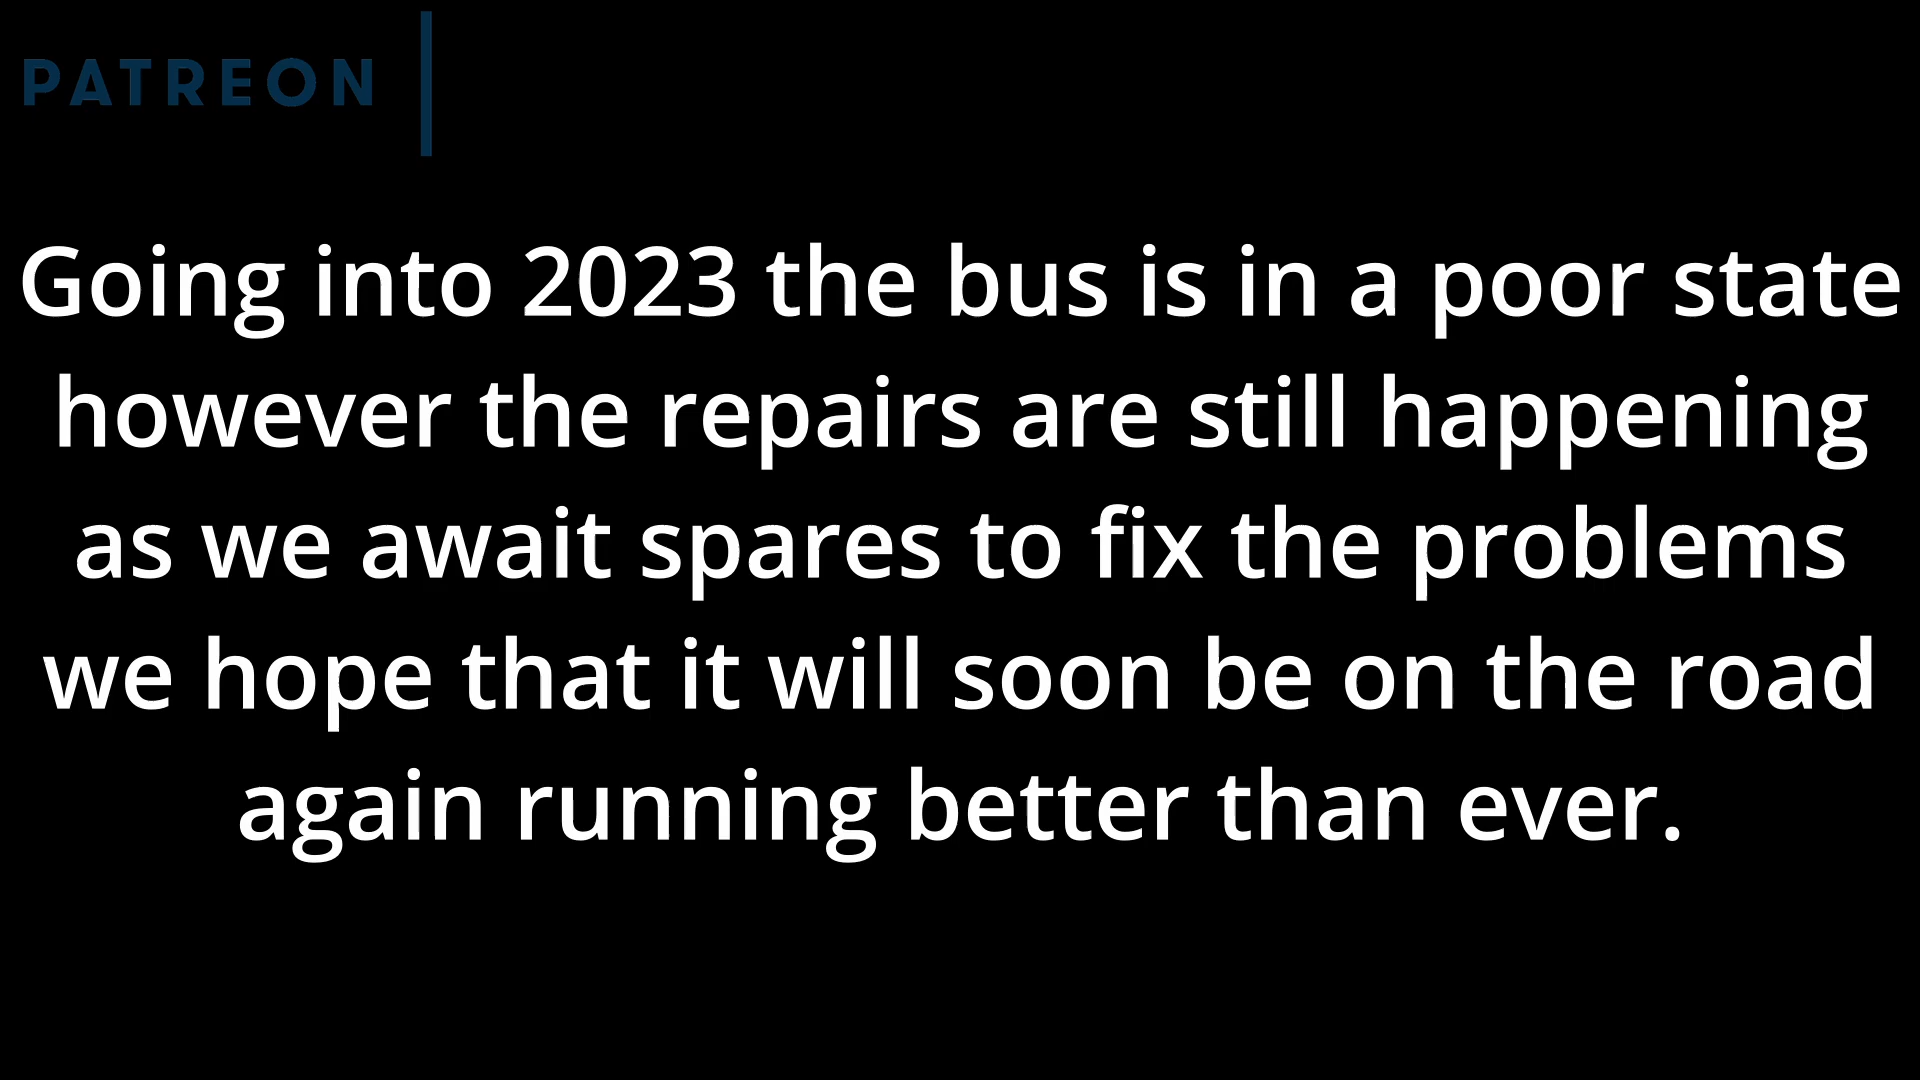 PATREON
Going into 2023 the bus is in a poor state
however the repairs are still happening
as we await spares to fix the problems
we hope that it will soon be on the road
again running better than ever.